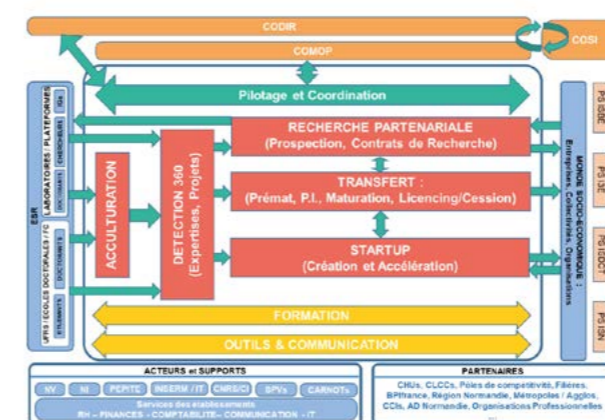 CODIR
COSI
COMOP
Pilotage et Coordination
ESR
LABORATOIRES / PLATEFORMES
IGE
CHERCHEURS
DOCTORANTS
UFRS / ECOLES DOCTORALES / FC
DOCTORANTS
ETUDIANTS
ACCULTURATION
DETECTION 360
(Expertises, Projets)
RECHERCHE PARTENARIALE
(Prospection, Contrats de Recherche)
TRANSFERT :
(Prémat, P.I., Maturation, Licencing/Cession)
STARTUP
(Création et Accélération)
MONDE SOCIO-ECONOMIQUE :
Entreprises, Collectivités, Organisations
FORMATION
OUTILS & COMMUNICATION
ACTEURS et SUPPORTS
NV
NI
PEPITE
INSERM / IT
CNRS/CI
SPVs
CARNOTs
Services des établissements
RH – FINANCES - COMPTABILITE– COMMUNICATION - IT
PARTENAIRES
CHUs, CLCCs, Pôles de compétitivité, Filières,
BPIfrance, Région Normandie, Métropoles / Agglos,
CCIs, AD Normandie, Organisations Professionnelles